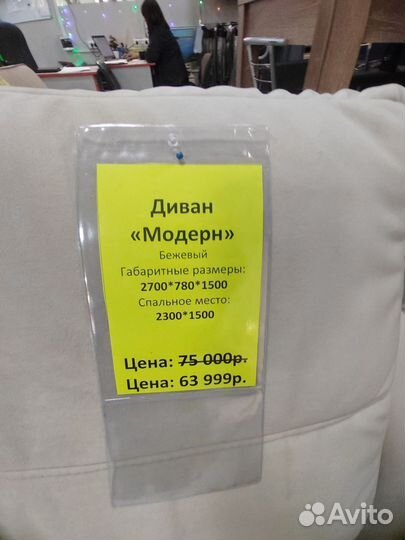 Диван
«Модерн»
Бежевый
Габаритные размеры:
2700*780*1500
Спальное место:
2300*1500
Цена: 75 000р.
Цена: 63 999р.
Avito